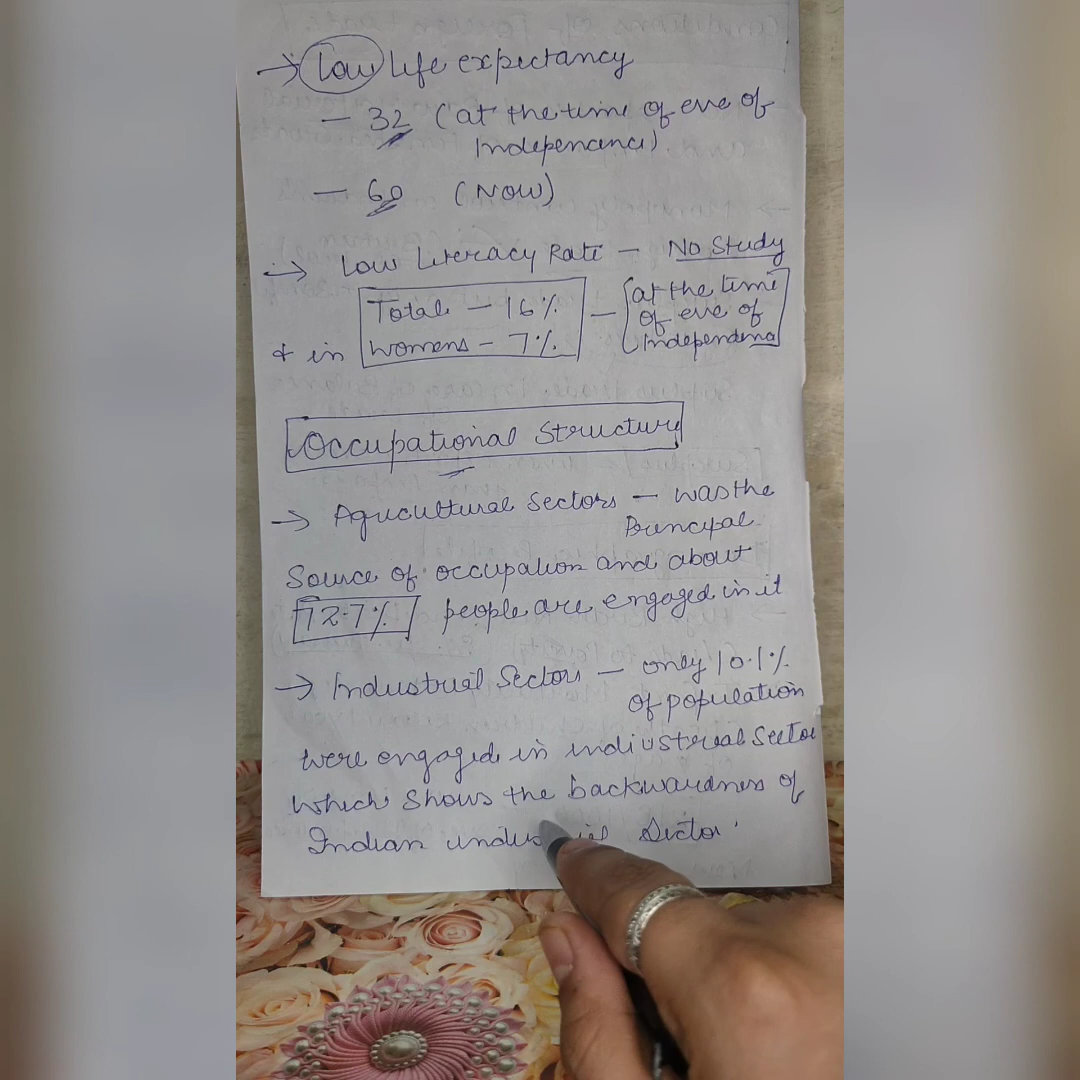 → Low life expectancy
— 32 (at the time of eve of
Indepenence)
— 60 (Now)
→ Low Literacy Rate — No Study
Total — 16%
& in womens — 7%
— [at the time
of eve of
Independence]
Occupational Structure
→ Agricultural Sectors — was the
Principal
Source of occupation and about
72.7% people are engaged in it
→ Industrial Sectors — only 10.1%
of population
were engaged in industrial sector
which shows the backwardness of
Indian sector.